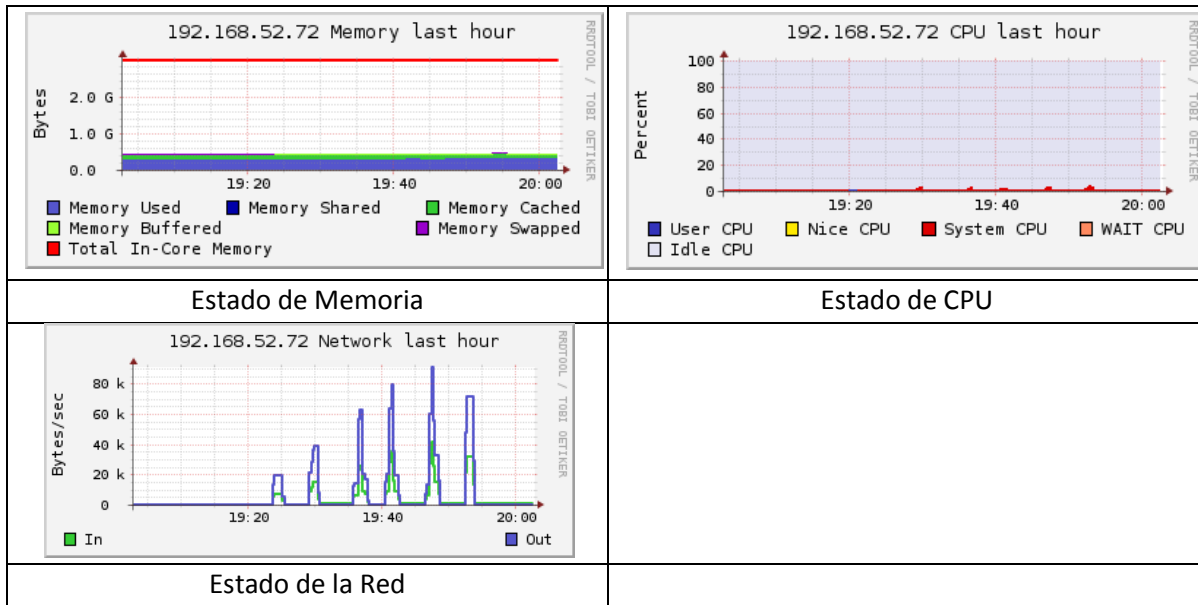 192.168.52.72 Memory last hour
RRDTOOL / TOBI OETIKER
Bytes
2.0 G
1.0 G
0.0
19:20 19:40 20:00
Memory Used Memory Shared Memory Cached
Memory Buffered Memory Swapped
Total In-Core Memory
192.168.52.72 CPU last hour
RRDTOOL / TOBI OETIKER
Percent
100
80
60
40
20
0
19:20 19:40 20:00
User CPU Nice CPU System CPU WAIT CPU
Idle CPU
Estado de Memoria
Estado de CPU
192.168.52.72 Network last hour
RRDTOOL / TOBI OETIKER
Bytes/sec
80 k
60 k
40 k
20 k
0
19:20 19:40 20:00
In Out
Estado de la Red